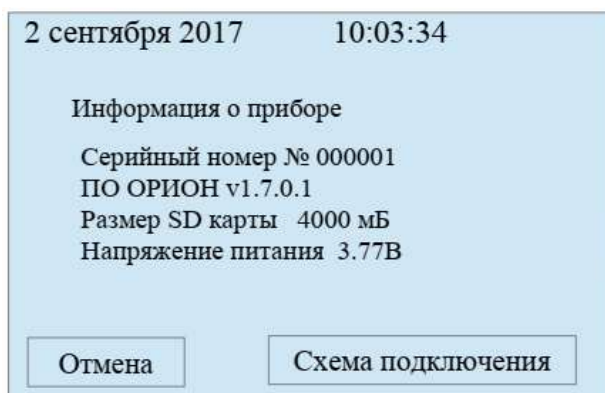 2 сентября 2017 10:03:34
Информация о приборе
Серийный номер № 000001
ПО ОРИОН v1.7.0.1
Размер SD карты 4000 мБ
Напряжение питания 3.77В
Отмена Схема подключения